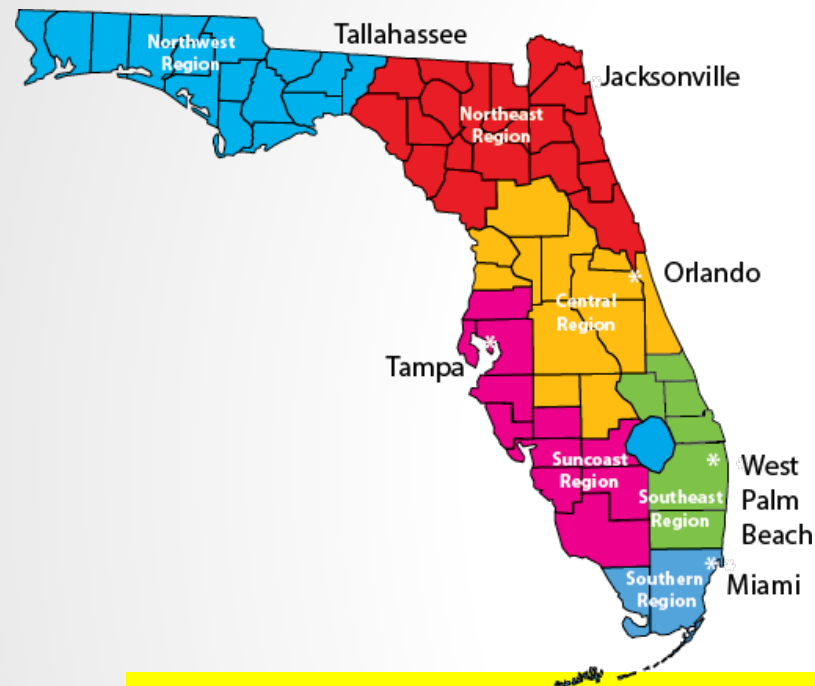 Tallahassee
Northwest
Region
Jacksonville
Northeast
Region
Orlando
Central
Region
Tampa
Suncoast
Region
West
Palm
Beach
Southeast
Region
Southern
Region
Miami